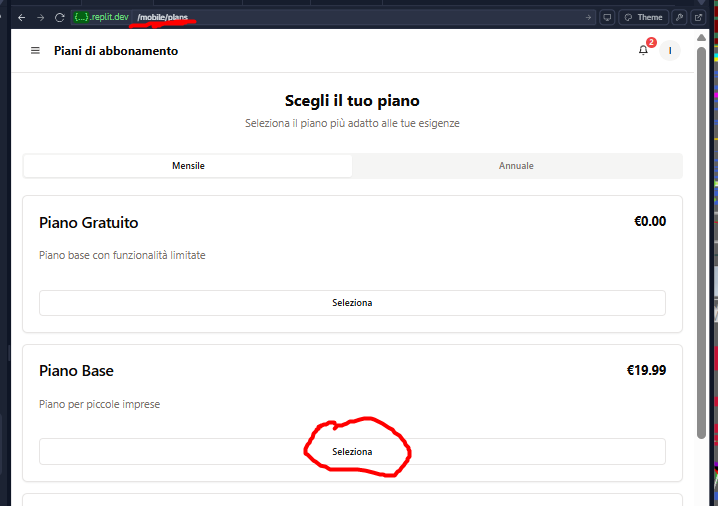 {...}.replit.dev /mobile/plans
Theme
Piani di abbonamento
2
I
Scegli il tuo piano
Seleziona il piano più adatto alle tue esigenze
Mensile Annuale
Piano Gratuito €0.00
Piano base con funzionalità limitate
Seleziona
Piano Base €19.99
Piano per piccole imprese
Seleziona